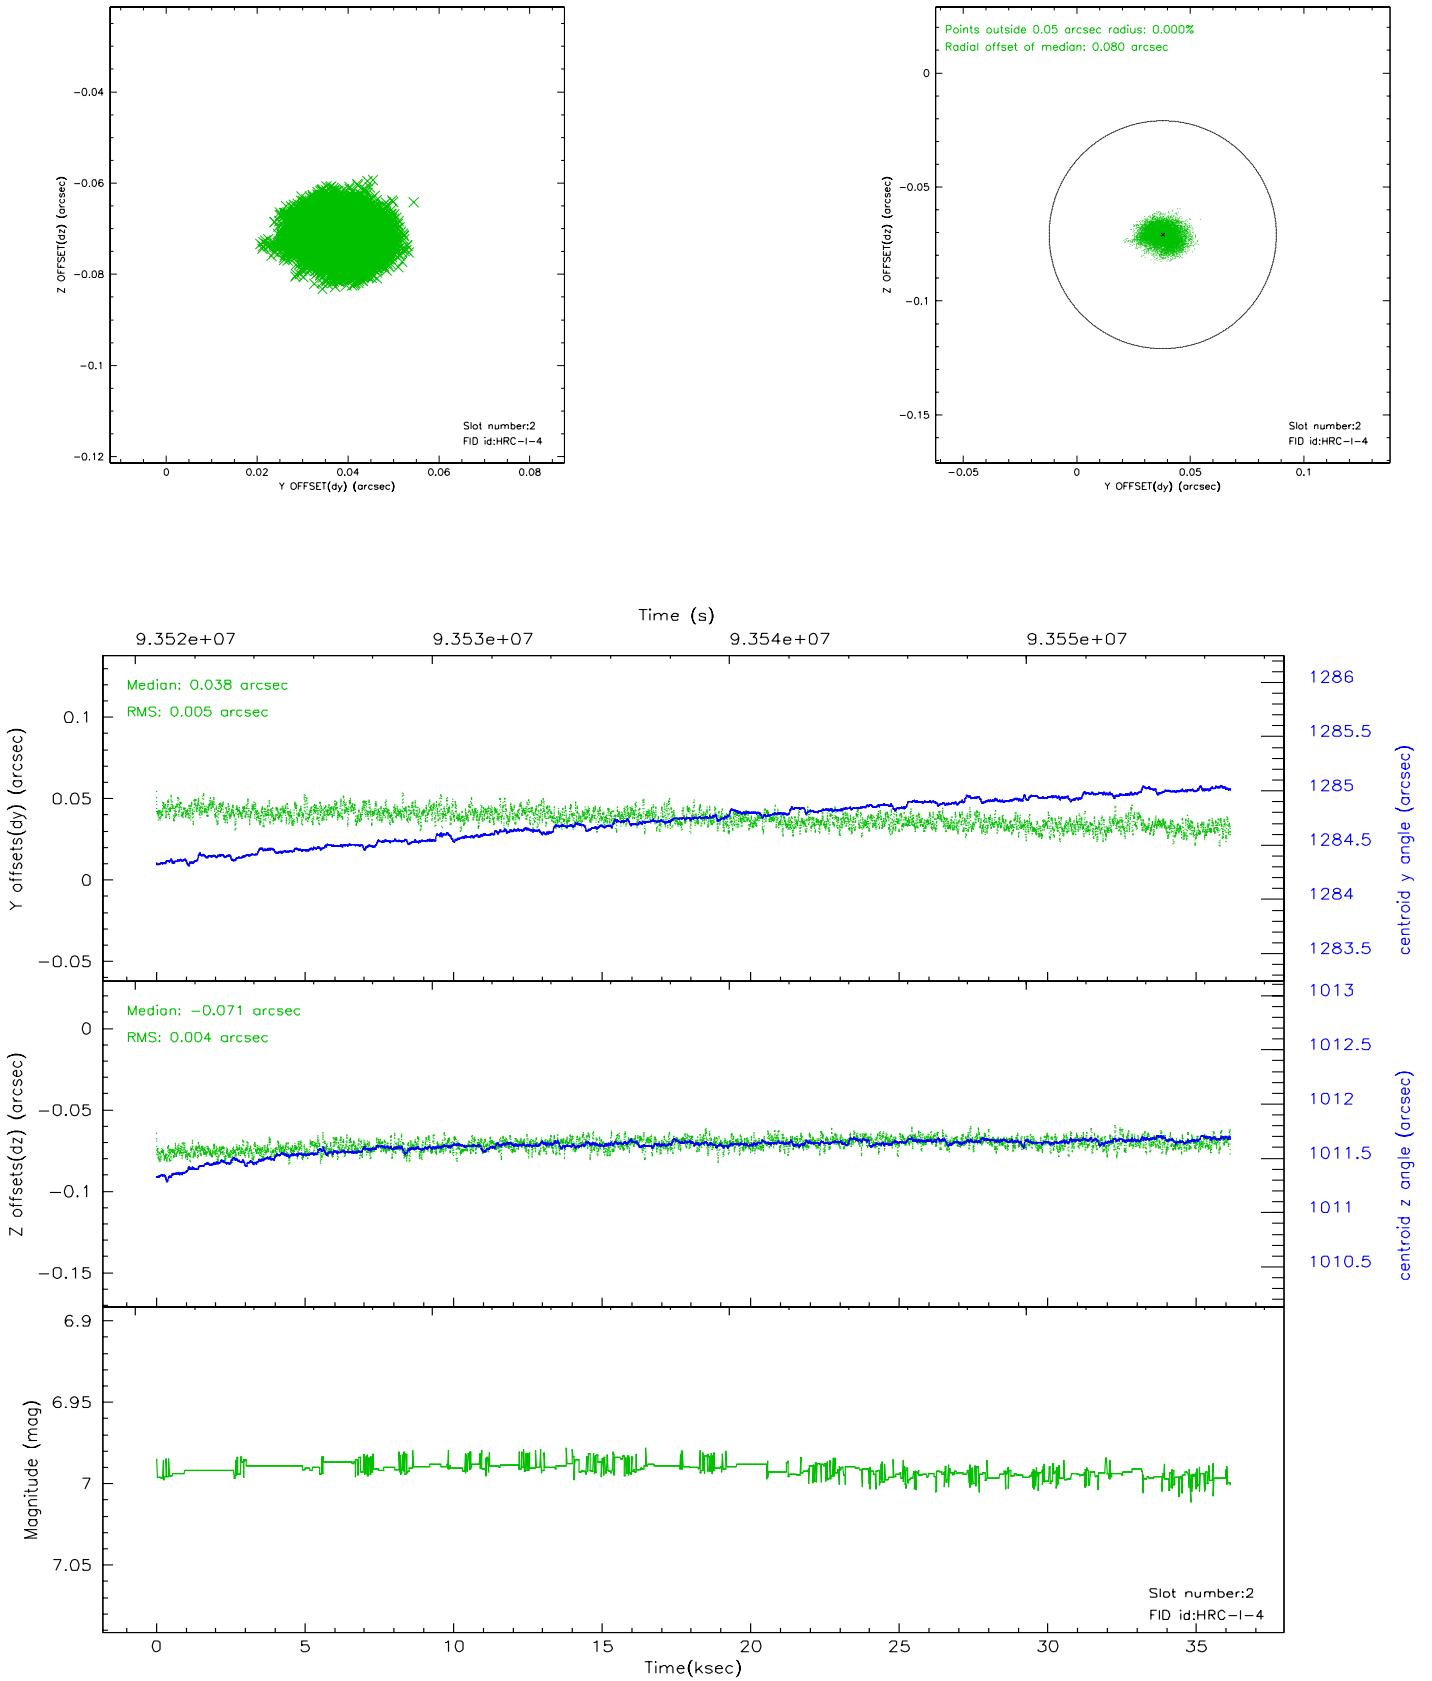 -0.04
-0.06
-0.08
-0.1
-0.12
Z OFFSET(dz) (arcsec)
Slot number:2
FID id:HRC-I-4
0 0.02 0.04 0.06 0.08
Y OFFSET(dy) (arcsec)
Points outside 0.05 arcsec radius: 0.000%
Radial offset of median: 0.080 arcsec
0
-0.05
-0.1
-0.15
Z OFFSET(dz) (arcsec)
Slot number:2
FID id:HRC-I-4
-0.05 0 0.05 0.1
Y OFFSET(dy) (arcsec)
Time (s)
9.352e+07 9.353e+07 9.354e+07 9.355e+07
Median: 0.038 arcsec
RMS: 0.005 arcsec
0.1
0.05
0
-0.05
Y offsets(dy) (arcsec)
1286
1285.5
1285
1284.5
1284
1283.5
centroid y angle (arcsec)
Median: -0.071 arcsec
RMS: 0.004 arcsec
0
-0.05
-0.1
-0.15
Z offsets(dz) (arcsec)
1013
1012.5
1012
1011.5
1011
1010.5
centroid z angle (arcsec)
6.9
6.95
7
7.05
Magnitude (mag)
Slot number:2
FID id:HRC-I-4
0 5 10 15 20 25 30 35
Time(ksec)